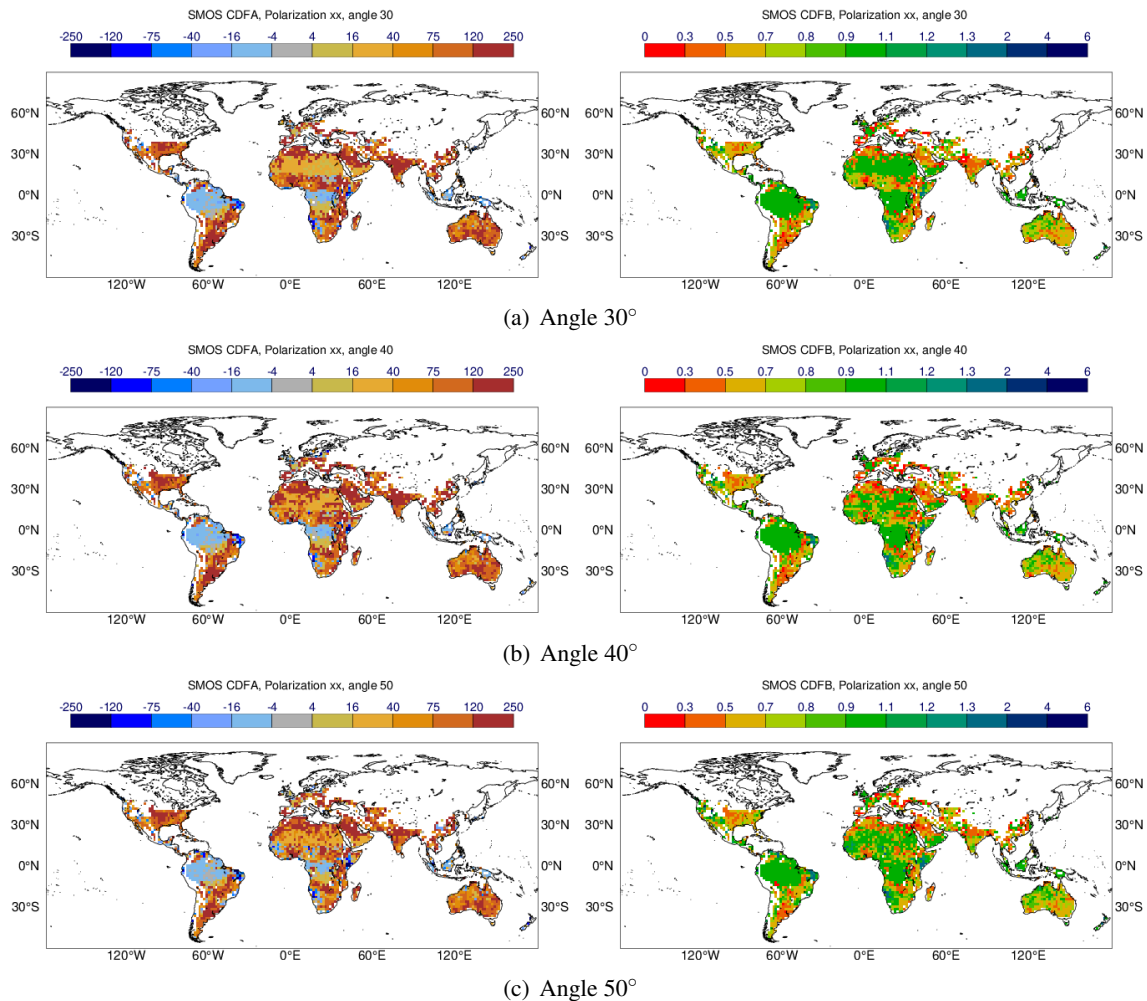 SMOS CDFA, Polarization xx, angle 30
-250 -120 -75 -40 -16 -4 4 16 40 75 120 250
60°N
30°N
0°N
30°S
120°W 60°W 0°E 60°E 120°E
SMOS CDFB, Polarization xx, angle 30
0 0.3 0.5 0.7 0.8 0.9 1.1 1.2 1.3 2 4 6
60°N
30°N
0°N
30°S
120°W 60°W 0°E 60°E 120°E
(a) Angle 30°
SMOS CDFA, Polarization xx, angle 40
-250 -120 -75 -40 -16 -4 4 16 40 75 120 250
60°N
30°N
0°N
30°S
120°W 60°W 0°E 60°E 120°E
SMOS CDFB, Polarization xx, angle 40
0 0.3 0.5 0.7 0.8 0.9 1.1 1.2 1.3 2 4 6
60°N
30°N
0°N
30°S
120°W 60°W 0°E 60°E 120°E
(b) Angle 40°
SMOS CDFA, Polarization xx, angle 50
-250 -120 -75 -40 -16 -4 4 16 40 75 120 250
60°N
30°N
0°N
30°S
120°W 60°W 0°E 60°E 120°E
SMOS CDFB, Polarization xx, angle 50
0 0.3 0.5 0.7 0.8 0.9 1.1 1.2 1.3 2 4 6
60°N
30°N
0°N
30°S
120°W 60°W 0°E 60°E 120°E
(c) Angle 50°